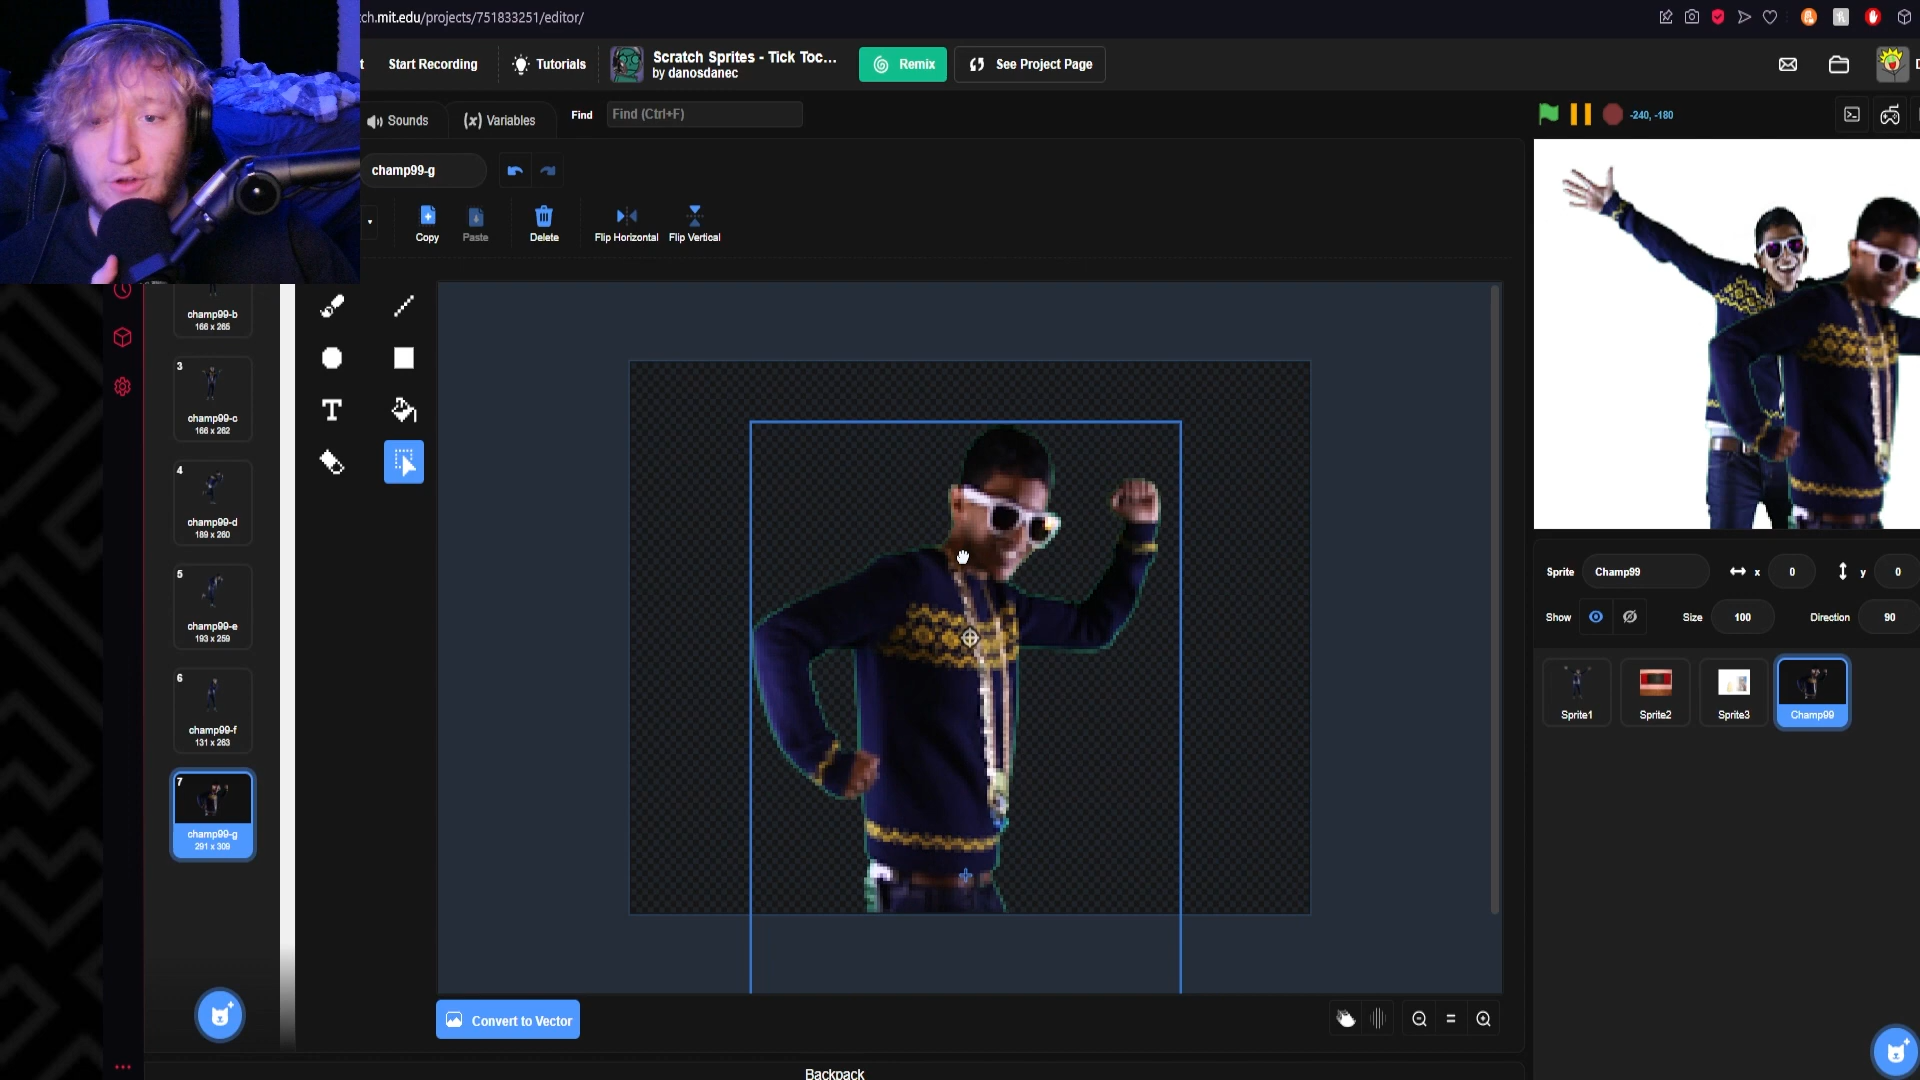 ch.mit.edu/projects/751833251/editor/
Start Recording
Tutorials
Scratch Sprites - Tick Toc...
by danosdanec
Remix
See Project Page
Sounds
(x) Variables
Find
Find (Ctrl+F)
-240, -180
champ99-g
Copy
Paste
Delete
Flip Horizontal
Flip Vertical
champ99-b
166 x 265
3
champ99-c
166 x 262
4
champ99-d
189 x 260
5
champ99-e
193 x 259
6
champ99-f
131 x 263
7
champ99-g
291 x 309
T
Sprite
Champ99
x
0
y
0
Show
Size
100
Direction
90
Sprite1
Sprite2
Sprite3
Champ99
Convert to Vector
Backpack